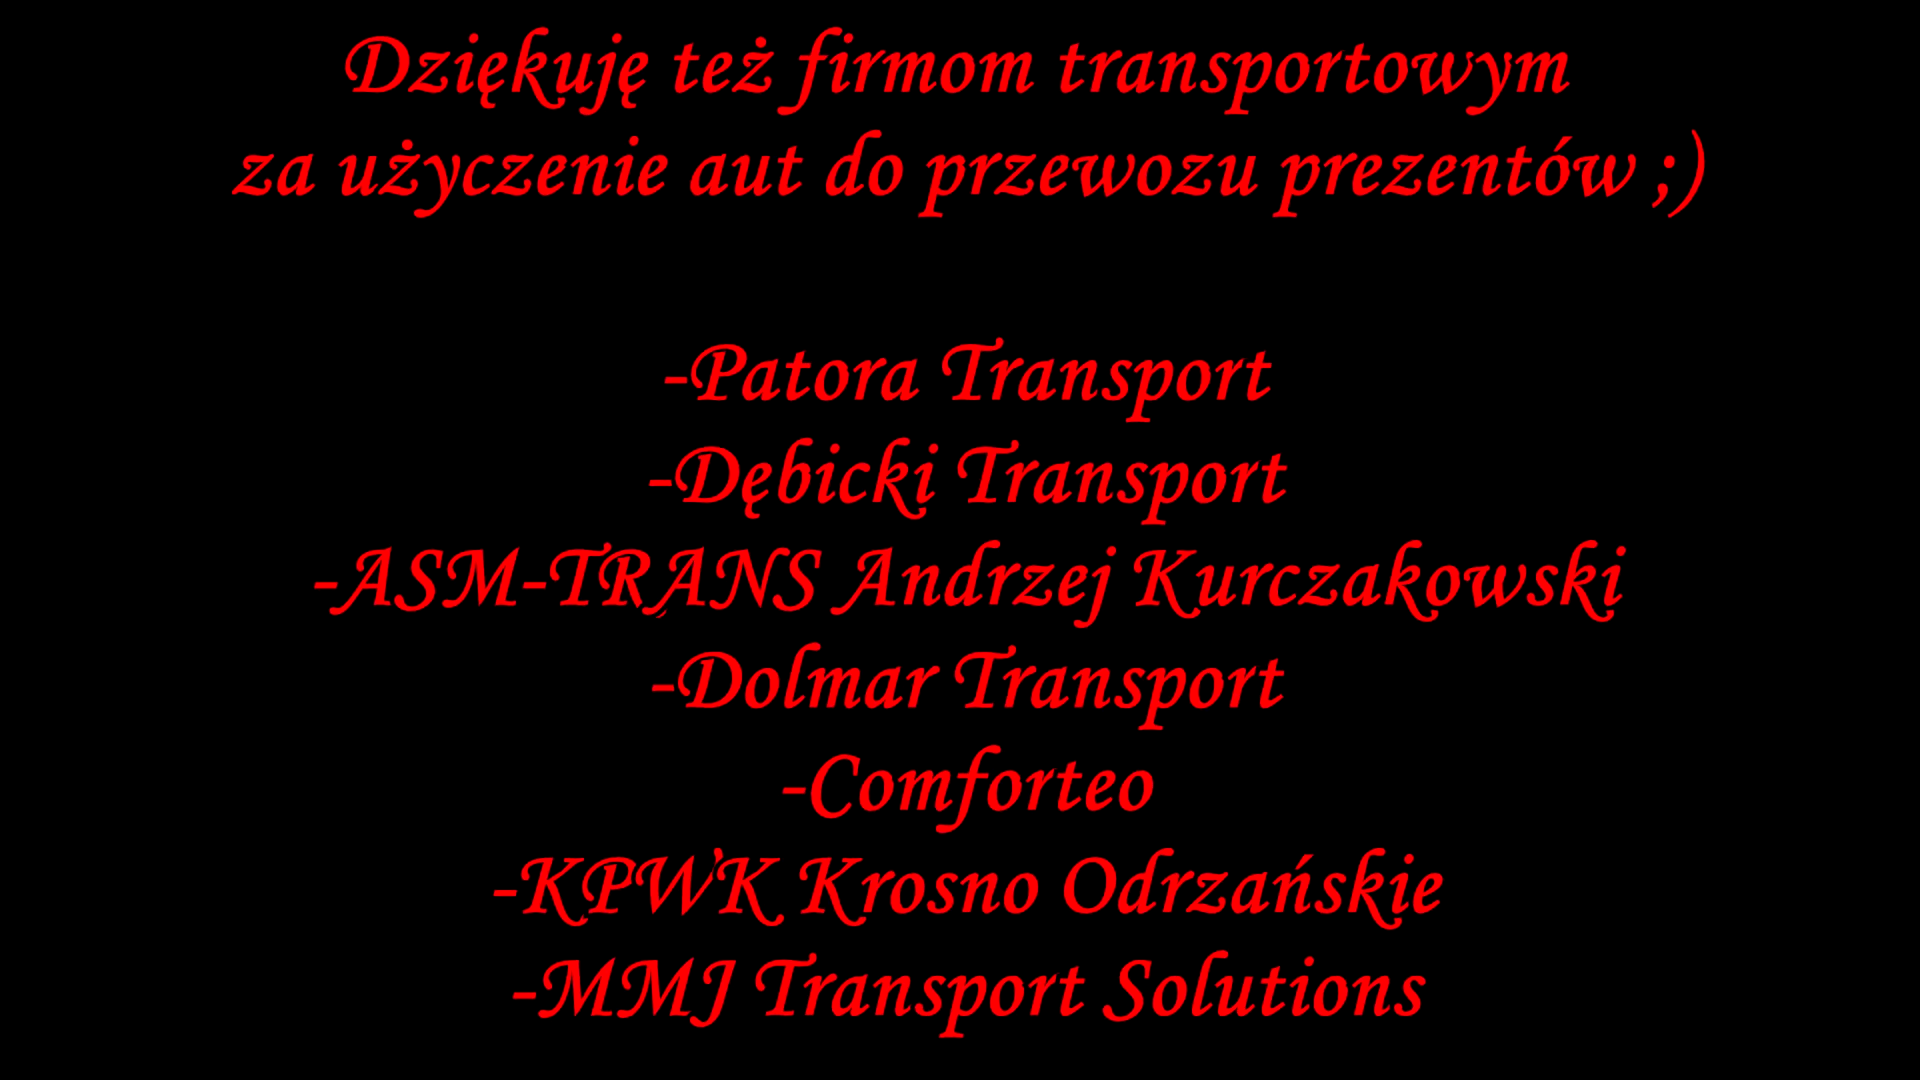 Dziękuję też firmom transportowym
za użyczenie aut do przewozu prezentów ;)
-Patora Transport
-Dębicki Transport
-ASM-TRANS Andrzej Kurczakowski
-Dolmar Transport
-Comforteo
-KPWK Krosno Odrzańskie
-MMJ Transport Solutions